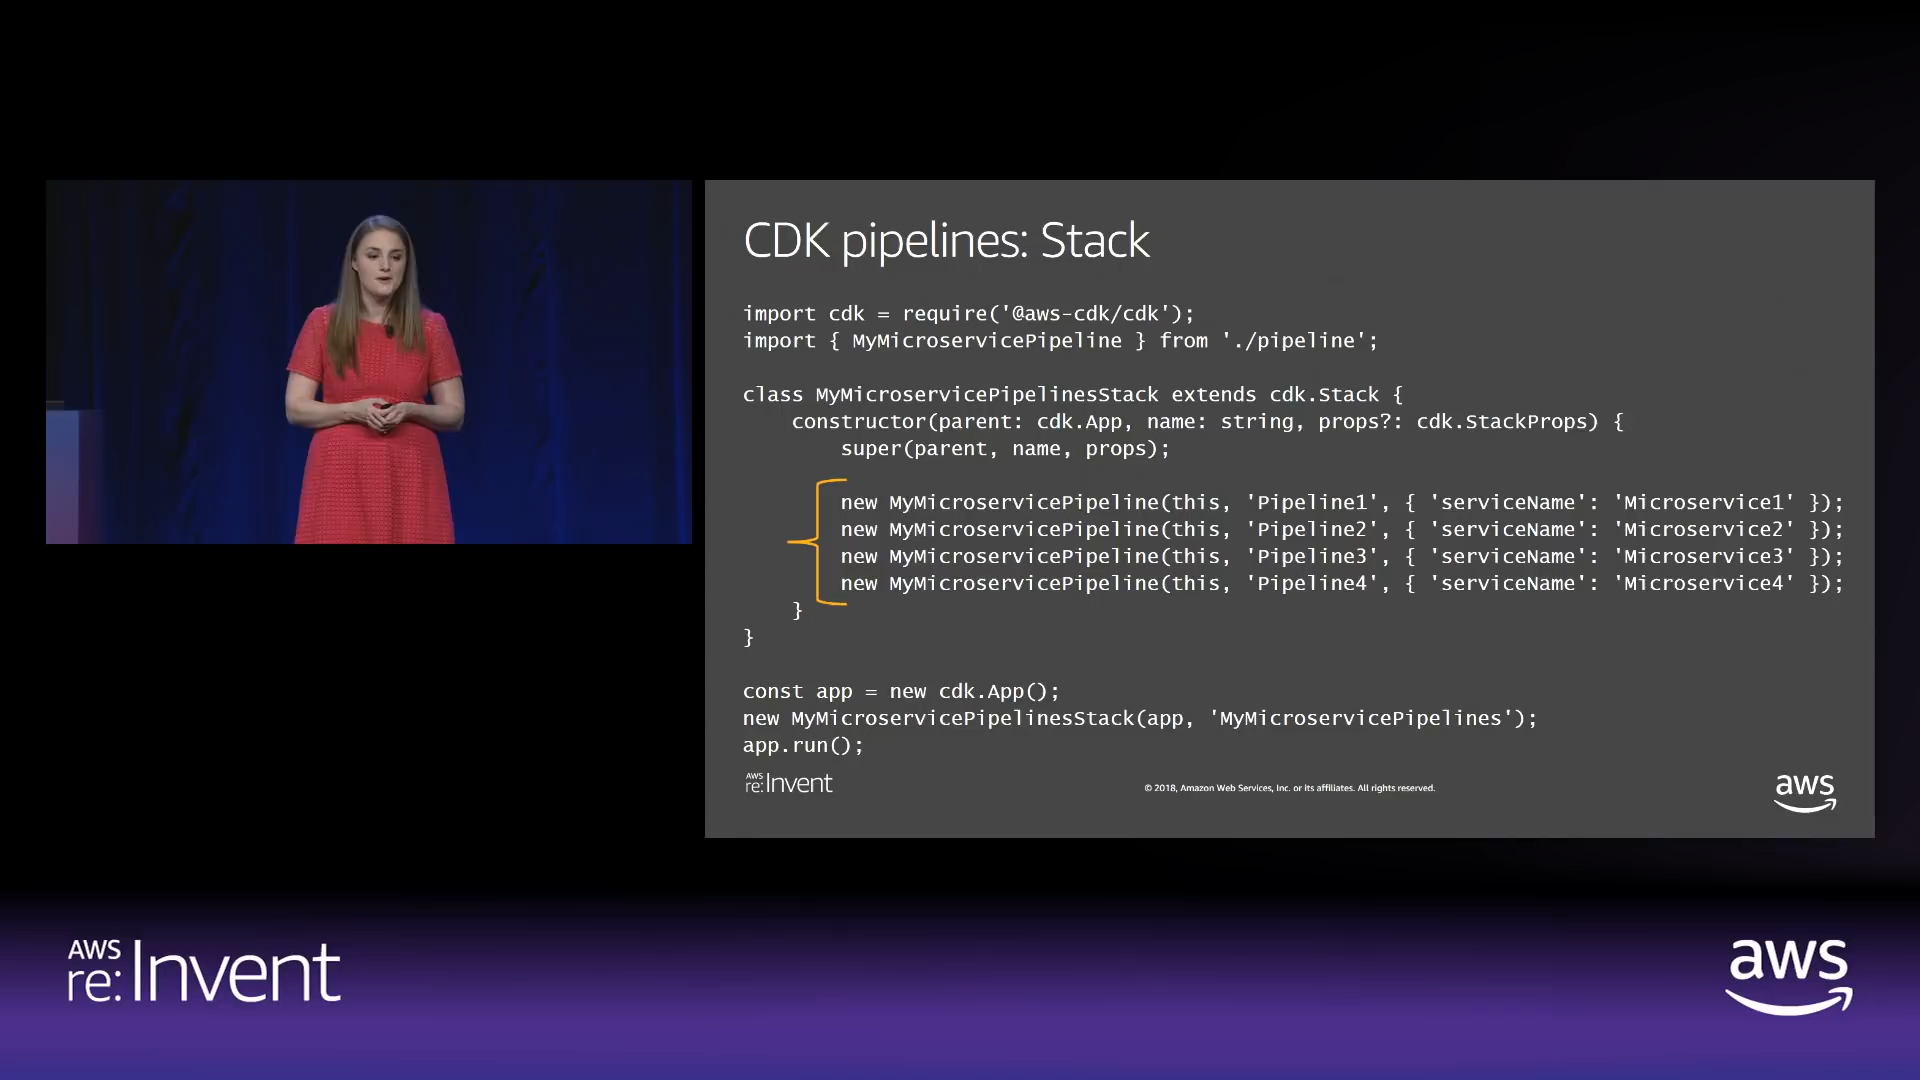 CDK pipelines: Stack
import cdk = require('@aws-cdk/cdk');
import { MyMicroservicePipeline } from './pipeline';
class MyMicroservicePipelinesStack extends cdk.Stack {
constructor(parent: cdk.App, name: string, props?: cdk.StackProps) {
super(parent, name, props);
new MyMicroservicePipeline(this, 'Pipeline1', { 'serviceName': 'Microservice1' });
new MyMicroservicePipeline(this, 'Pipeline2', { 'serviceName': 'Microservice2' });
new MyMicroservicePipeline(this, 'Pipeline3', { 'serviceName': 'Microservice3' });
new MyMicroservicePipeline(this, 'Pipeline4', { 'serviceName': 'Microservice4' });
}
}
const app = new cdk.App();
new MyMicroservicePipelinesStack(app, 'MyMicroservicePipelines');
app.run();
AWS
re:Invent
© 2018, Amazon Web Services, Inc. or its affiliates. All rights reserved.
aws
AWS
re:Invent
aws